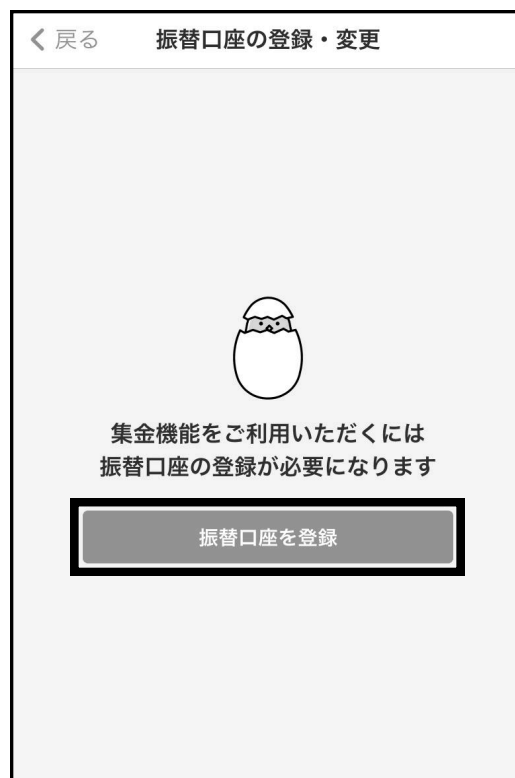 戻る 振替口座の登録・変更
集金機能をご利用いただくには
振替口座の登録が必要になります
振替口座を登録